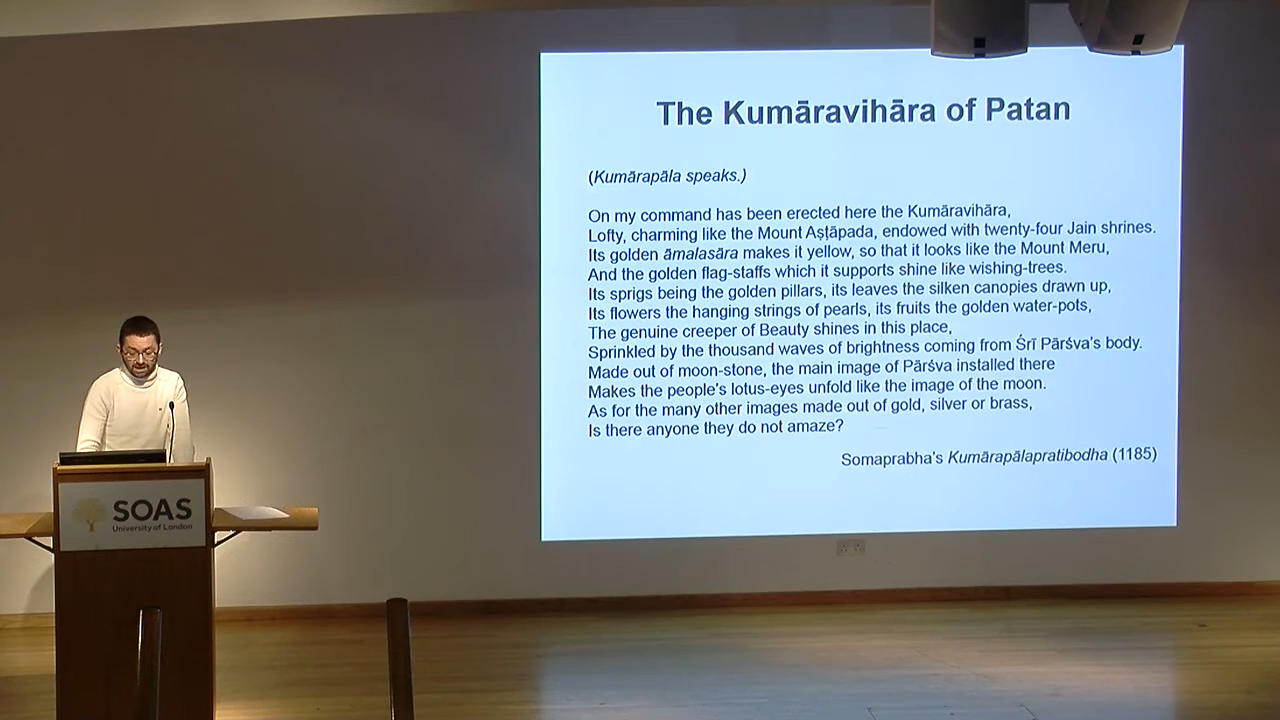 The Kumāravihāra of Patan
(Kumārapāla speaks.)
On my command has been erected here the Kumāravihāra,
Lofty, charming like the Mount Aṣṭāpada, endowed with twenty-four Jain shrines.
Its golden āmalasāra makes it yellow, so that it looks like the Mount Meru,
And the golden flag-staffs which it supports shine like wishing-trees.
Its sprigs being the golden pillars, its leaves the silken canopies drawn up,
Its flowers the hanging strings of pearls, its fruits the golden water-pots,
The genuine creeper of Beauty shines in this place,
Sprinkled by the thousand waves of brightness coming from Śrī Pārśva's body.
Made out of moon-stone, the main image of Pārśva installed there
Makes the people's lotus-eyes unfold like the image of the moon.
As for the many other images made out of gold, silver or brass,
Is there anyone they do not amaze?
Somaprabha's Kumārapālapratibodha (1185)
SOAS
University of London